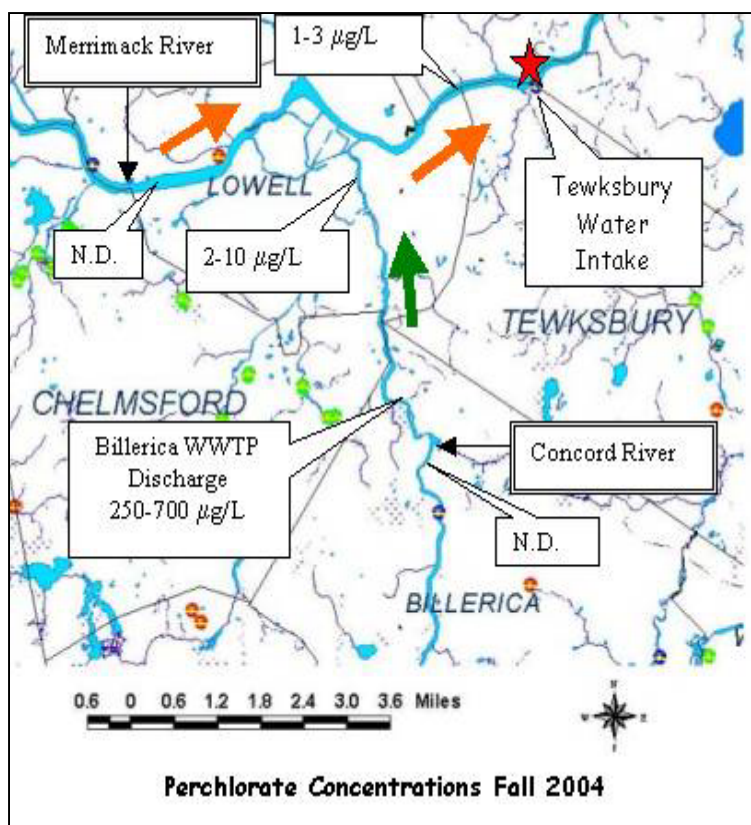 Merrimack River
1-3 µg/L
LOWELL
N.D.
2-10 µg/L
Tewksbury
Water
Intake
TEWKSBURY
CHELMSFORD
Billerica WWTP
Discharge
250-700 µg/L
Concord River
N.D.
BILLERICA
0.6 0 0.6 1.2 1.8 2.4 3.0 3.6 Miles
N
W E
S
Perchlorate Concentrations Fall 2004